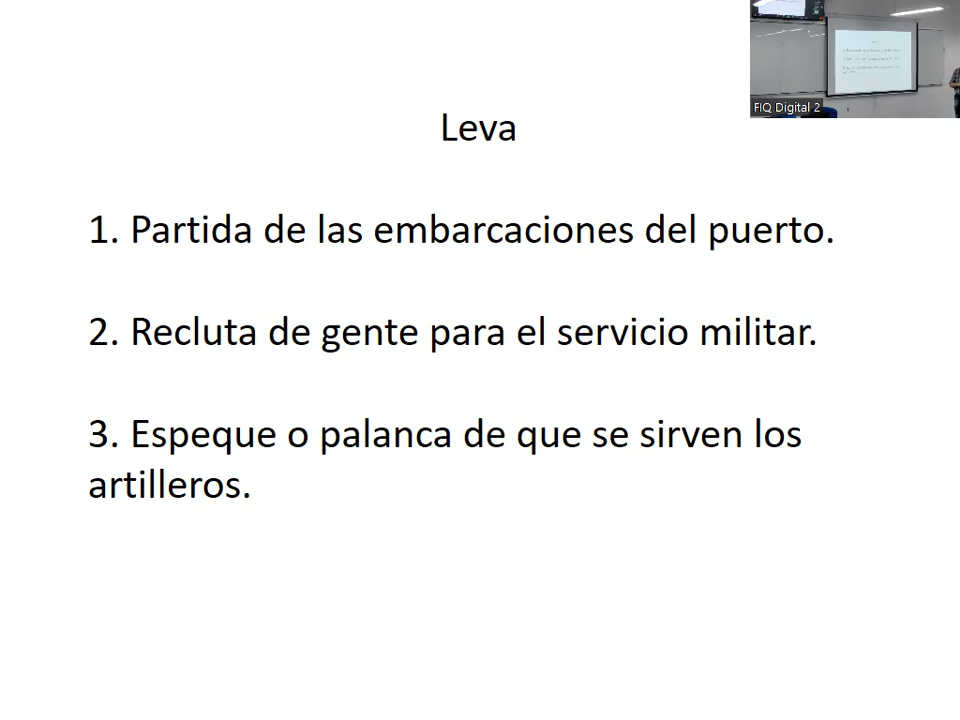 FIQ Digital 2
Leva
1. Partida de las embarcaciones del puerto.
2. Recluta de gente para el servicio militar.
3. Espeque o palanca de que se sirven los
artilleros.